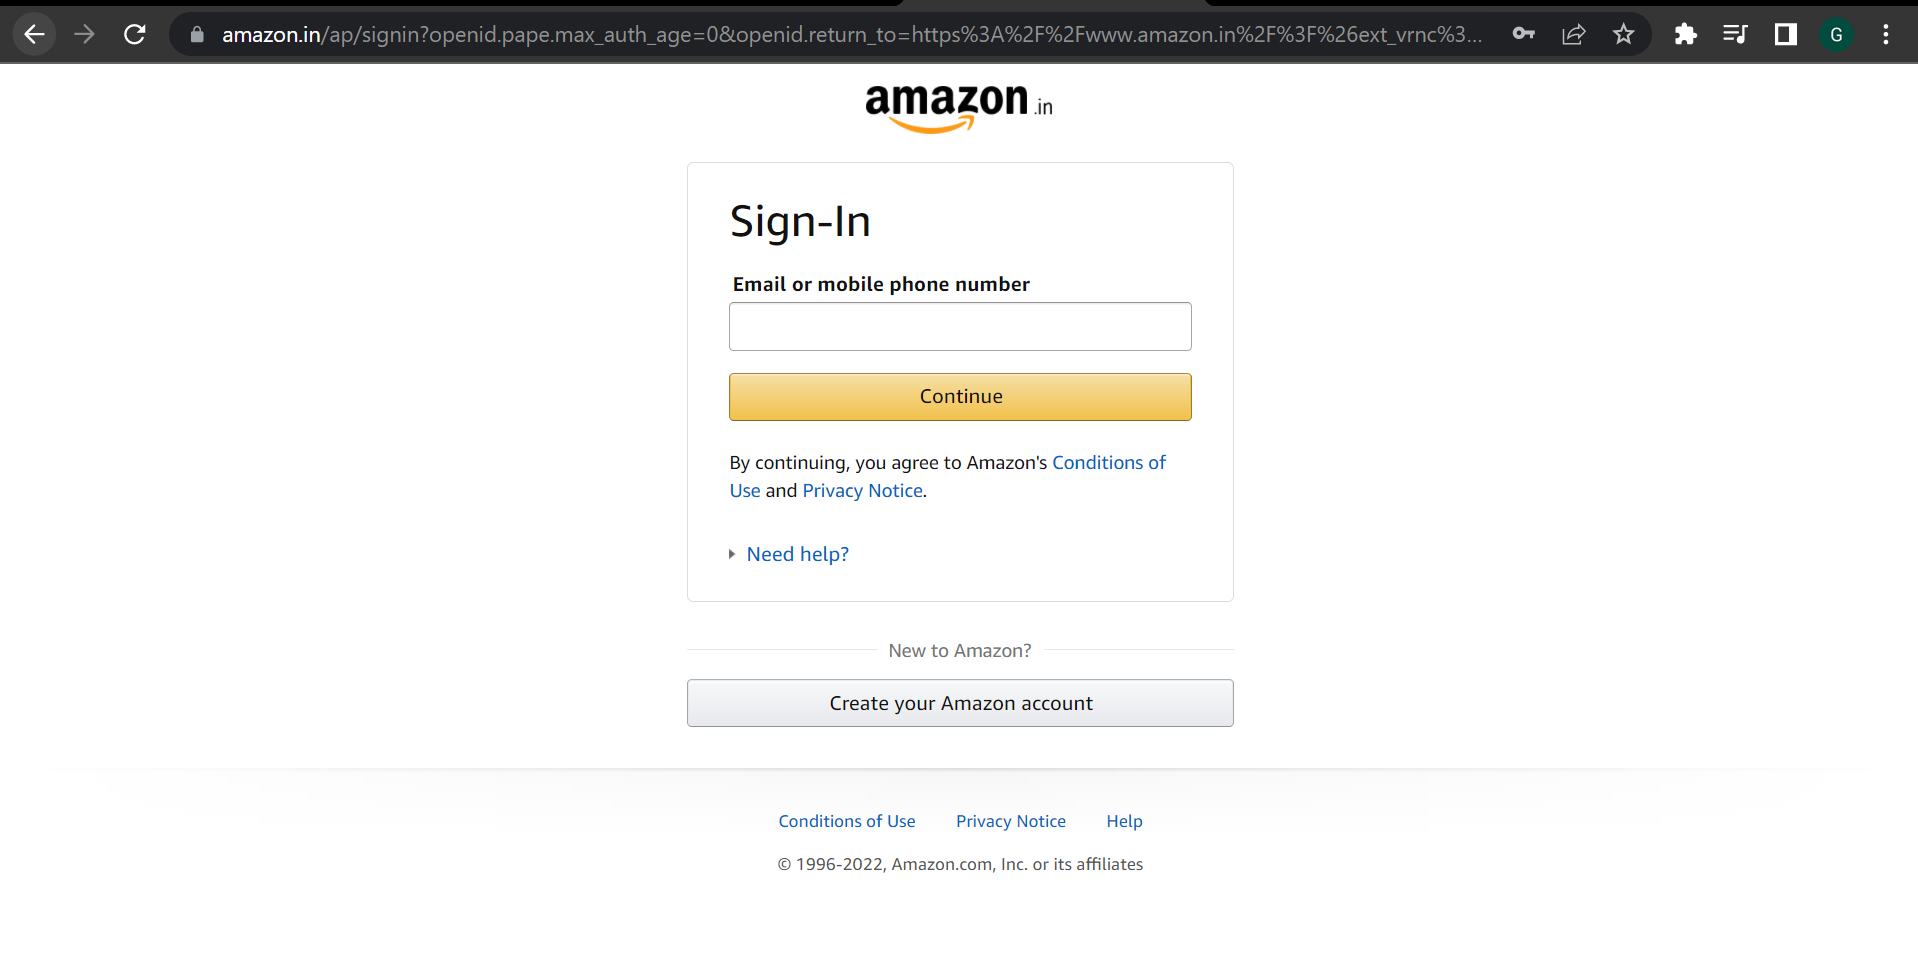 amazon.in/ap/signin?openid.pape.max_auth_age=0&openid.return_to=https%3A%2F%2Fwww.amazon.in%2F%3F%26ext_vrnc%3...
G
amazon.in
Sign-In
Email or mobile phone number
Continue
By continuing, you agree to Amazon's Conditions of
Use and Privacy Notice.
Need help?
New to Amazon?
Create your Amazon account
Conditions of Use Privacy Notice Help
© 1996-2022, Amazon.com, Inc. or its affiliates